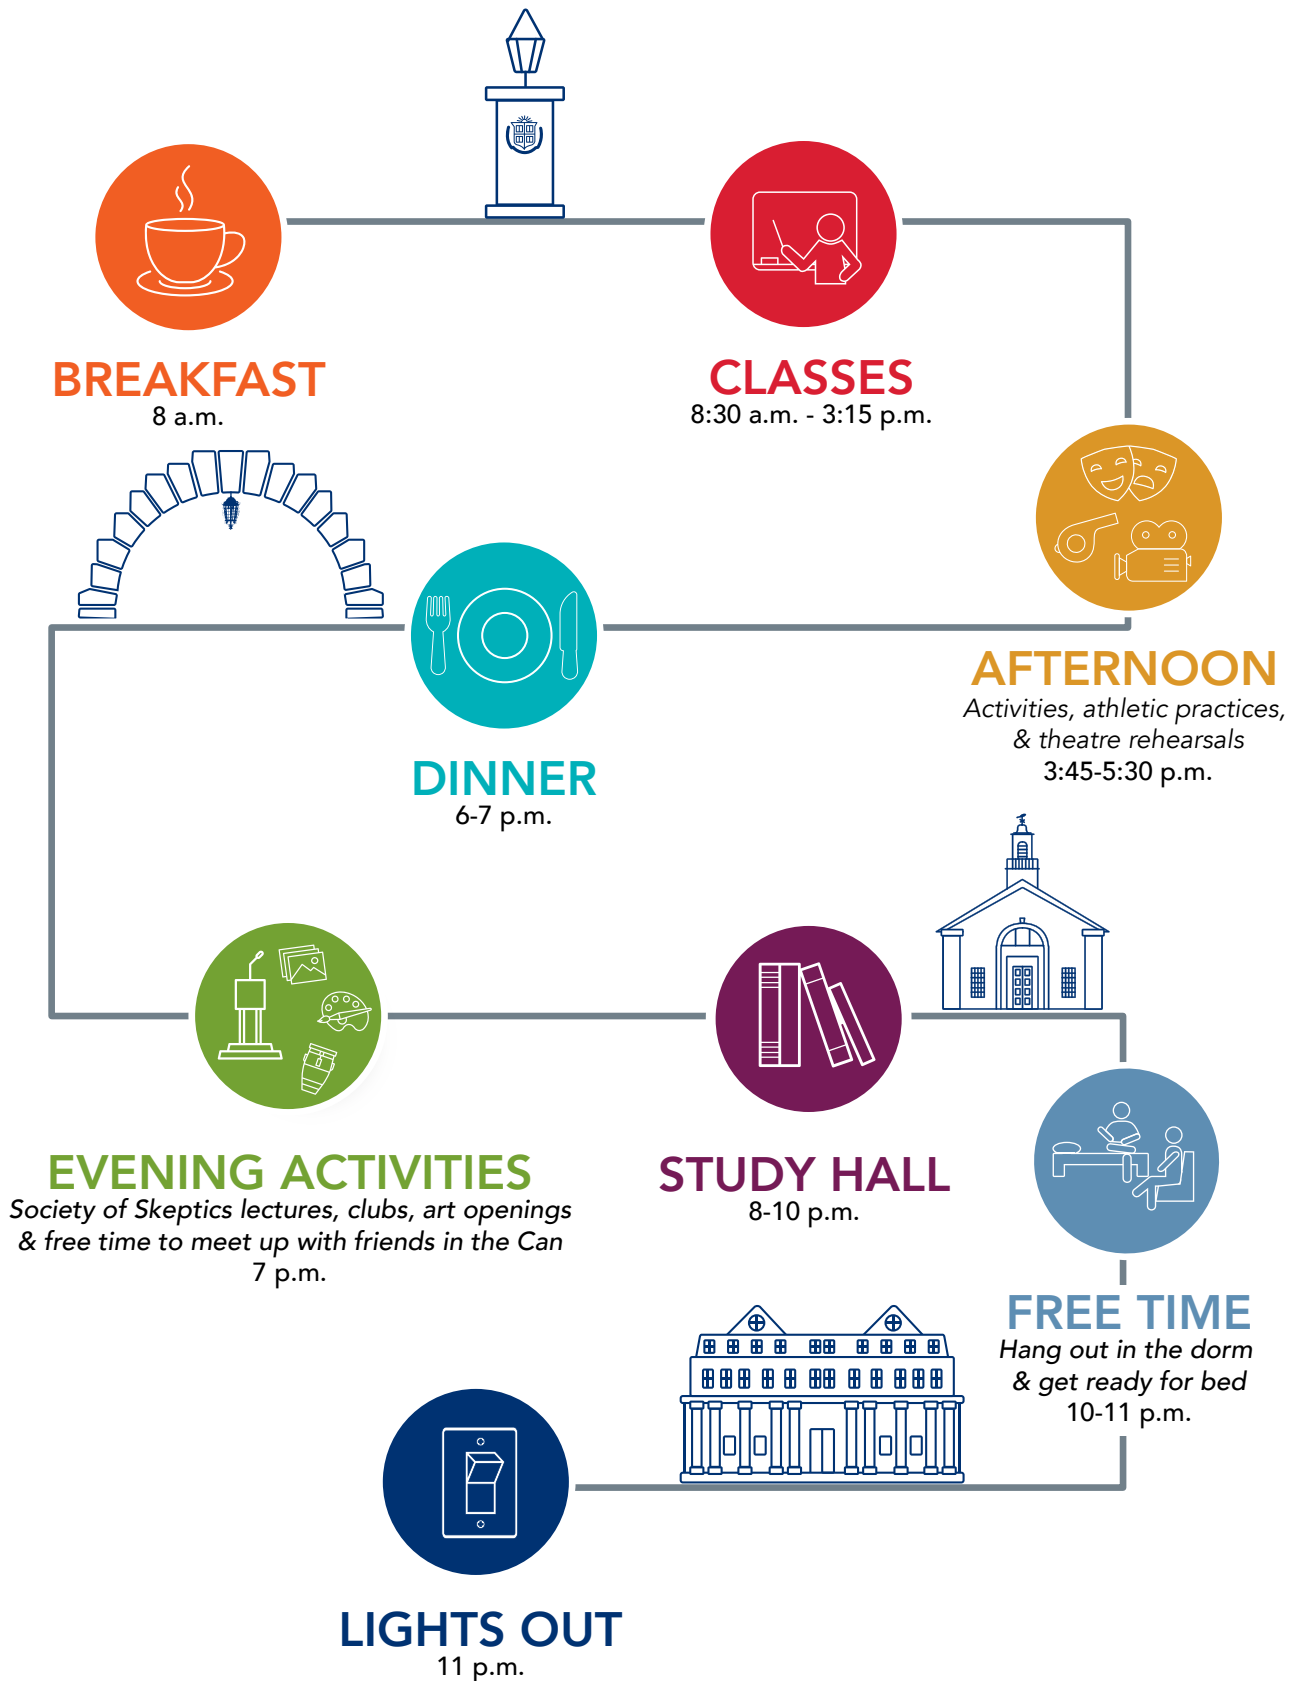 BREAKFAST
8 a.m.
CLASSES
8:30 a.m. - 3:15 p.m.
AFTERNOON
Activities, athletic practices,
& theatre rehearsals
3:45-5:30 p.m.
DINNER
6-7 p.m.
EVENING ACTIVITIES
Society of Skeptics lectures, clubs, art openings
& free time to meet up with friends in the Can
7 p.m.
STUDY HALL
8-10 p.m.
FREE TIME
Hang out in the dorm
& get ready for bed
10-11 p.m.
LIGHTS OUT
11 p.m.